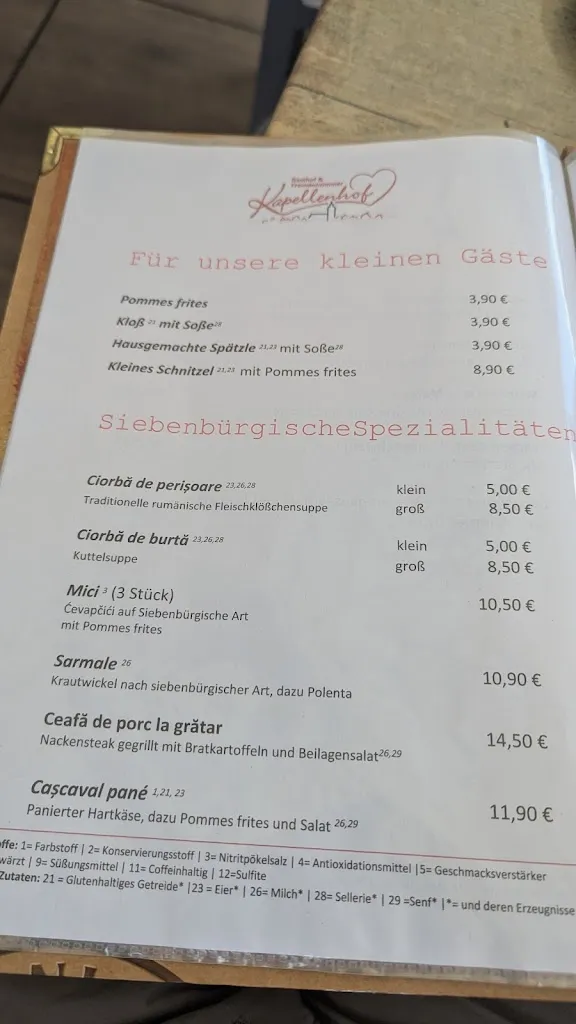 Kapellenhof
Für unsere kleinen Gäste
Pommes frites 3,90 €
Kloß 21 mit Soße28 3,90 €
Hausgemachte Spätzle 21,23 mit Soße28 3,90 €
Kleines Schnitzel 21,23 mit Pommes frites 8,90 €
SiebenbürgischeSpezialitäten
Ciorbă de perișoare 23,26,28 klein 5,00 €
Traditionelle rumänische Fleischklößchensuppe groß 8,50 €
Ciorbă de burtă 23,26,28 klein 5,00 €
Kuttelsuppe groß 8,50 €
Mici 3 (3 Stück) 10,50 €
Ćevapčići auf Siebenbürgische Art
mit Pommes frites
Sarmale 26 10,90 €
Krautwickel nach siebenbürgischer Art, dazu Polenta
Ceafă de porc la grătar 14,50 €
Nackensteak gegrillt mit Bratkartoffeln und Beilagensalat26,29
Cașcaval pané 1,21, 23 11,90 €
Panierter Hartkäse, dazu Pommes frites und Salat 26,29
offe: 1= Farbstoff | 2= Konservierungsstoff | 3= Nitritpökelsalz | 4= Antioxidationsmittel |5= Geschmacksverstärker
wärzt | 9= Süßungsmittel | 11= Coffeinhaltig | 12=Sulfite
Zutaten: 21 = Glutenhaltiges Getreide* |23 = Eier* | 26= Milch* | 28= Sellerie* | 29 =Senf* |*= und deren Erzeugnisse